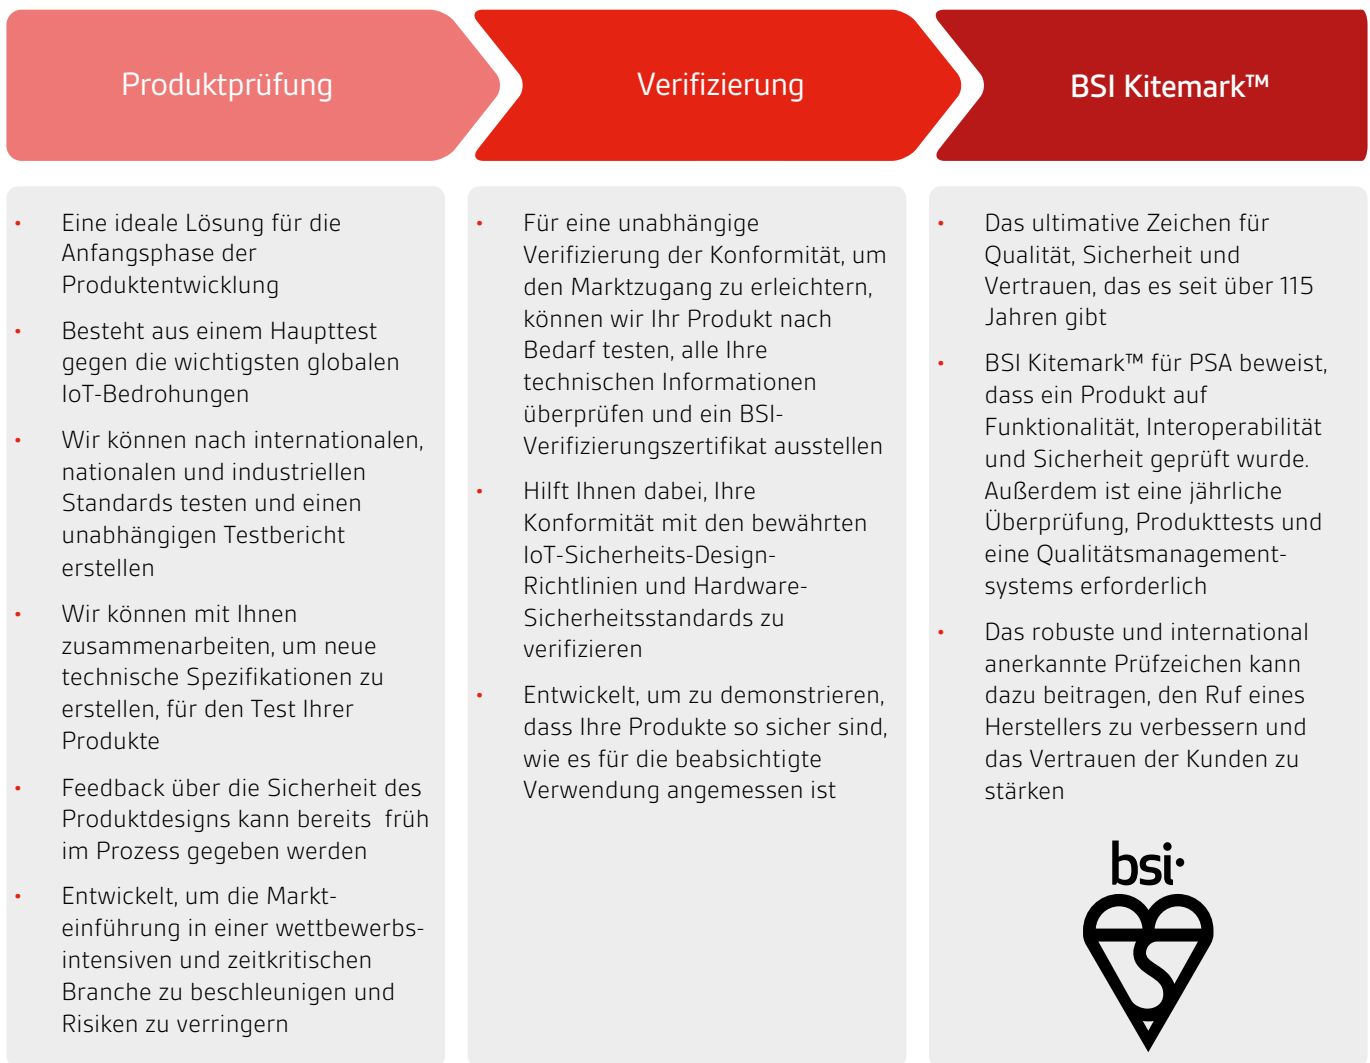 Produktprüfung
Verifizierung
BSI Kitemark™
• Eine ideale Lösung für die
Anfangsphase der
Produktentwicklung
• Besteht aus einem Haupttest
gegen die wichtigsten globalen
IoT-Bedrohungen
• Wir können nach internationalen,
nationalen und industriellen
Standards testen und einen
unabhängigen Testbericht
erstellen
• Wir können mit Ihnen
zusammenarbeiten, um neue
technische Spezifikationen zu
erstellen, für den Test Ihrer
Produkte
• Feedback über die Sicherheit des
Produktdesigns kann bereits  früh
im Prozess gegeben werden
• Entwickelt, um die Markt-
einführung in einer wettbewerbs-
intensiven und zeitkritischen
Branche zu beschleunigen und
Risiken zu verringern
• Für eine unabhängige
Verifizierung der Konformität, um
den Marktzugang zu erleichtern,
können wir Ihr Produkt nach
Bedarf testen, alle Ihre
technischen Informationen
überprüfen und ein BSI-
Verifizierungszertifikat ausstellen
• Hilft Ihnen dabei, Ihre
Konformität mit den bewährten
IoT-Sicherheits-Design-
Richtlinien und Hardware-
Sicherheitsstandards zu
verifizieren
• Entwickelt, um zu demonstrieren,
dass Ihre Produkte so sicher sind,
wie es für die beabsichtigte
Verwendung angemessen ist
• Das ultimative Zeichen für
Qualität, Sicherheit und
Vertrauen, das es seit über 115
Jahren gibt
• BSI Kitemark™ für PSA beweist,
dass ein Produkt auf
Funktionalität, Interoperabilität
und Sicherheit geprüft wurde.
Außerdem ist eine jährliche
Überprüfung, Produkttests und
eine Qualitätsmanagement-
systems erforderlich
• Das robuste und international
anerkannte Prüfzeichen kann
dazu beitragen, den Ruf eines
Herstellers zu verbessern und
das Vertrauen der Kunden zu
stärken
bsi.